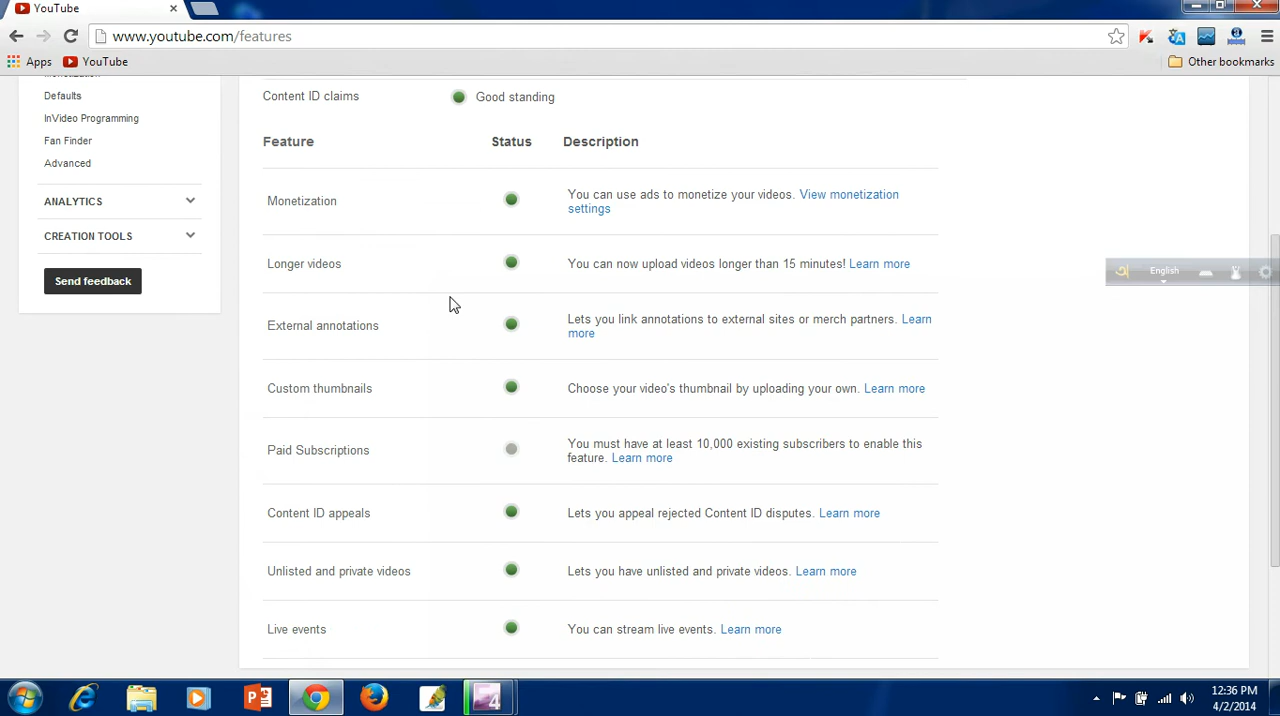 YouTube
www.youtube.com/features
Apps YouTube Other bookmarks
Defaults
InVideo Programming
Fan Finder
Advanced
ANALYTICS
CREATION TOOLS
Send feedback
Content ID claims Good standing
Feature Status Description
Monetization You can use ads to monetize your videos. View monetization
settings
Longer videos You can now upload videos longer than 15 minutes! Learn more
External annotations Lets you link annotations to external sites or merch partners. Learn
more
Custom thumbnails Choose your video's thumbnail by uploading your own. Learn more
Paid Subscriptions You must have at least 10,000 existing subscribers to enable this
feature. Learn more
Content ID appeals Lets you appeal rejected Content ID disputes. Learn more
Unlisted and private videos Lets you have unlisted and private videos. Learn more
Live events You can stream live events. Learn more
English
12:36 PM
4/2/2014